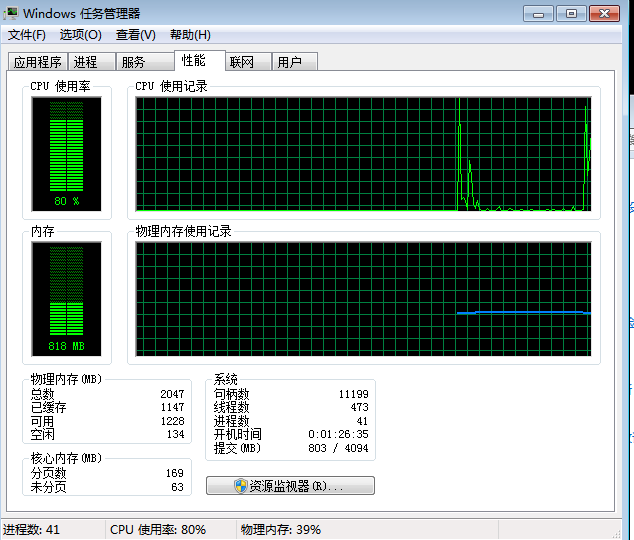 Windows 任务管理器
文件(F) 选项(O) 查看(V) 帮助(H)
应用程序 进程 服务 性能 联网 用户
CPU 使用率 CPU 使用记录
80 %
内存 物理内存使用记录
818 MB
物理内存(MB)
总数 2047
已缓存 1147
可用 1228
空闲 134
系统
句柄数 11199
线程数 473
进程数 41
开机时间 0:01:26:35
提交(MB) 803 / 4094
核心内存(MB)
分页数 169
未分页 63
资源监视器(R)...
进程数: 41 CPU 使用率: 80% 物理内存: 39%